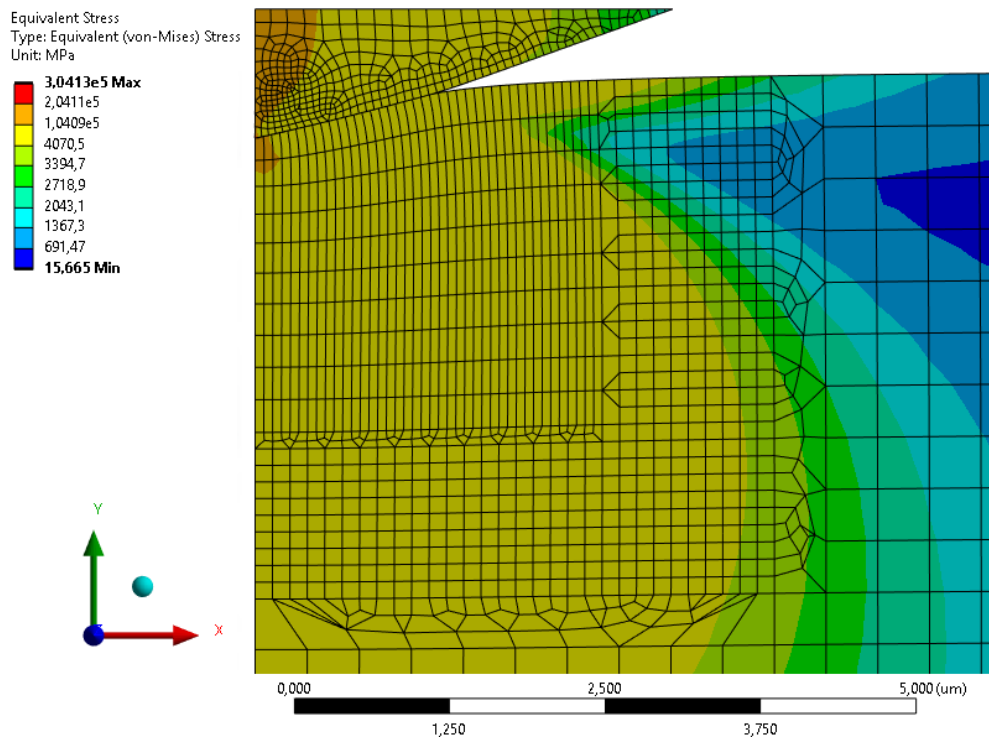 Equivalent Stress
Type: Equivalent (von-Mises) Stress
Unit: MPa
3,0413e5 Max
2,0411e5
1,0409e5
4070,5
3394,7
2718,9
2043,1
1367,3
691,47
15,665 Min
Y
X
0,000 2,500 5,000 (um)
1,250 3,750